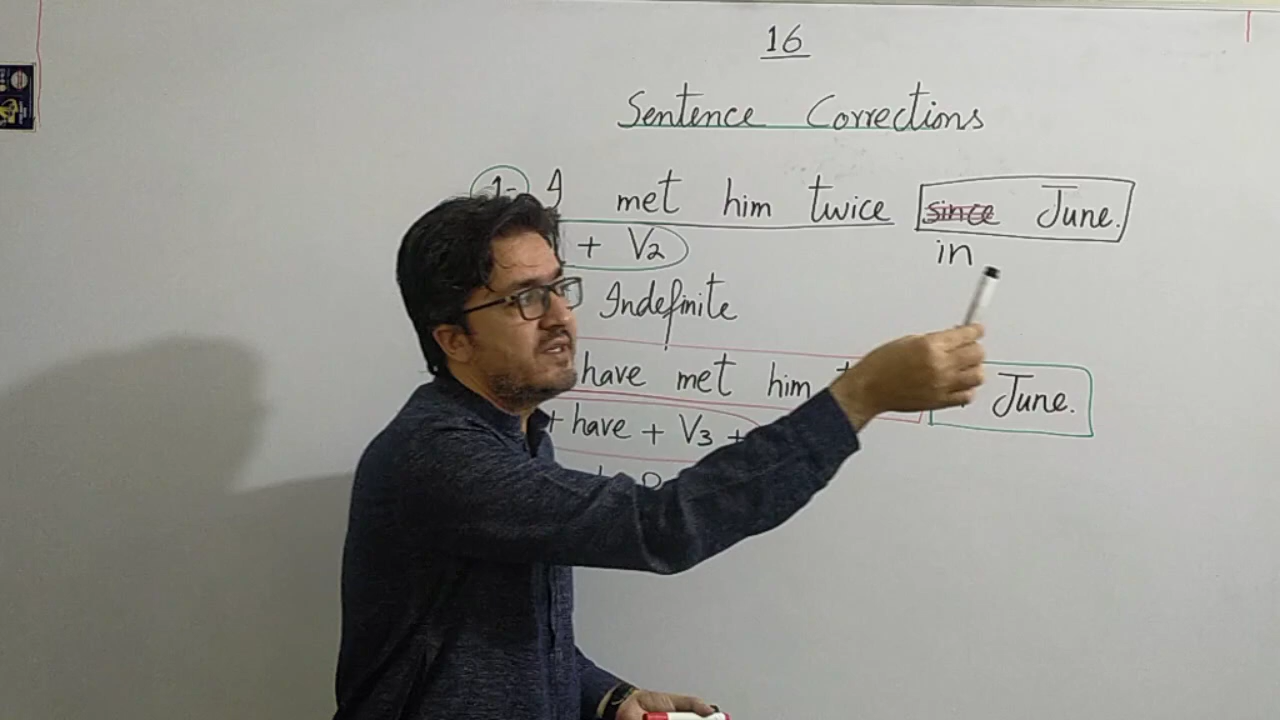 16
Sentence Corrections
1- I met him twice since June.
+ V2 in
Indefinite
have met him June.
+ have + V3 +